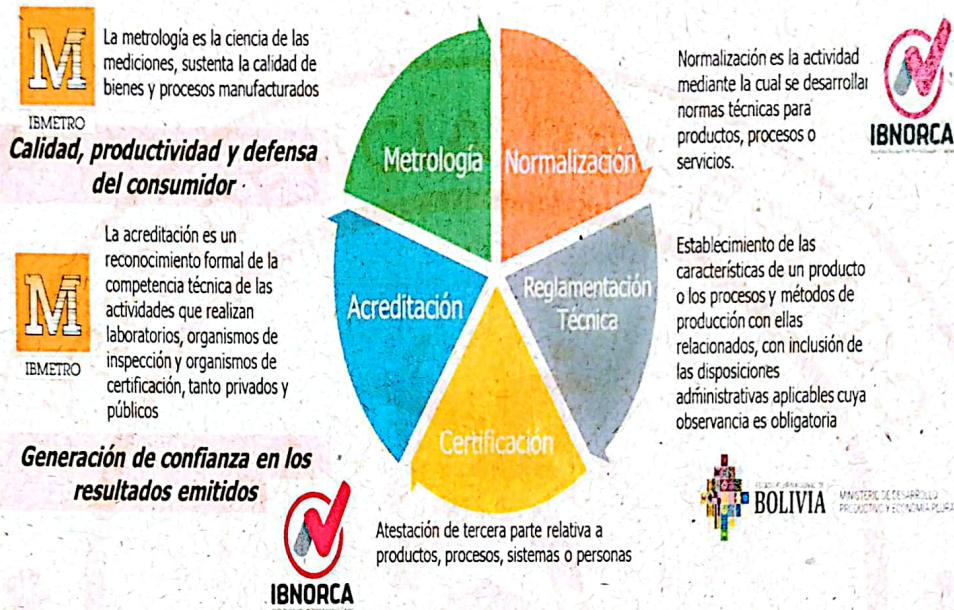 M
IBMETRO
La metrología es la ciencia de las
mediciones, sustenta la calidad de
bienes y procesos manufacturados
Calidad, productividad y defensa
del consumidor
Metrología
Normalización
Normalización es la actividad
mediante la cual se desarrollar
normas técnicas para
productos, procesos o
servicios.
IBNORCA
M
IBMETRO
La acreditación es un
reconocimiento formal de la
competencia técnica de las
actividades que realizan
laboratorios, organismos de
inspección y organismos de
certificación, tanto privados y
públicos
Generación de confianza en los
resultados emitidos
Acreditación
Reglamentación
Técnica
Establecimiento de las
características de un producto
o los procesos y métodos de
producción con ellas
relacionados, con inclusión de
las disposiciones
administrativas aplicables cuya
observancia es obligatoria
Certificación
ESTADO PLURINACIONAL DE
BOLIVIA
MINISTERIO DE DESARROLLO
PRODUCTIVO Y ECONOMÍA PLURA
IBNORCA
Atestación de tercera parte relativa a
productos, procesos, sistemas o personas